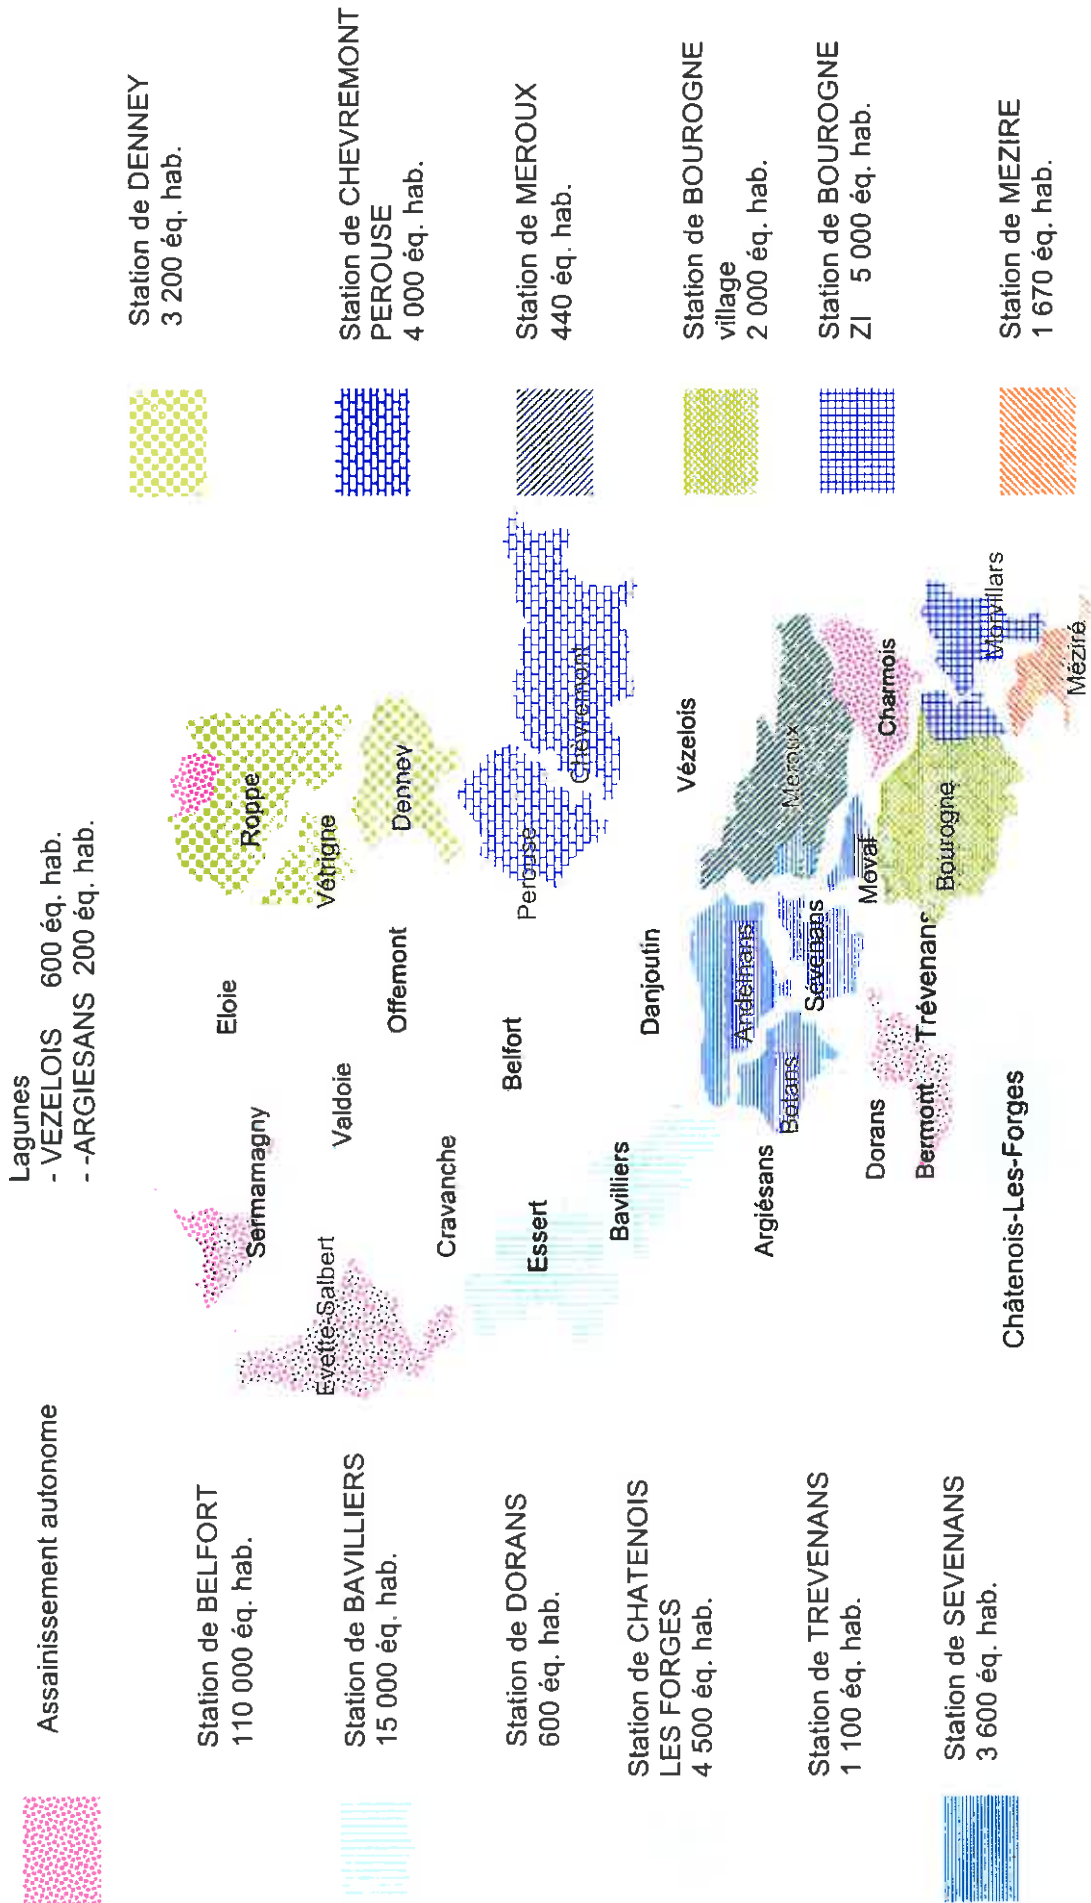 Assainissement autonome
Lagunes
- VEZELOIS 600 éq. hab.
- -ARGIESANS 200 éq. hab.
Station de BELFORT
110 000 éq. hab.
Station de BAVILLIERS
15 000 éq. hab.
Station de DORANS
600 éq. hab.
Station de CHATENOIS
LES FORGES
4 500 éq. hab.
Station de TREVENANS
1 100 éq. hab.
Station de SEVENANS
3 600 éq. hab.
Sermamagny
Eloie
Roppe
Evette-Salbert
Valdoie
Vétrigne
Offemont
Denney
Cravanche
Belfort
Perouse
Essert
Chèvremont
Bavilliers
Danjoutin
Vézelois
Andelnans
Meroux
Argiésans
Botans
Sévenans
Moval
Charmois
Dorans
Bermont
Trévenans
Bourogne
Morvillars
Châtenois-Les-Forges
Méziré
Station de DENNEY
3 200 éq. hab.
Station de CHEVREMONT
PEROUSE
4 000 éq. hab.
Station de MEROUX
440 éq. hab.
Station de BOUROGNE
village
2 000 éq. hab.
Station de BOUROGNE
ZI 5 000 éq. hab.
Station de MEZIRE
1 670 éq. hab.